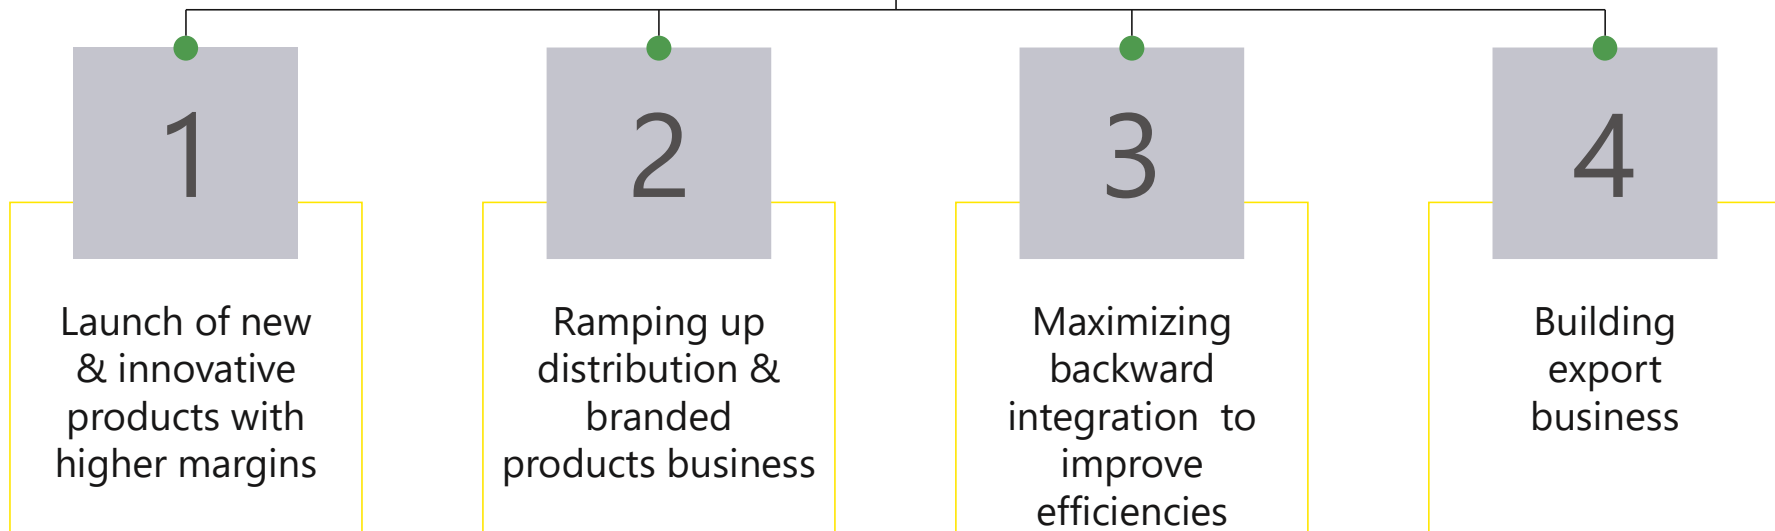 1
Launch of new
& innovative
products with
higher margins
2
Ramping up
distribution &
branded
products business
3
Maximizing
backward
integration  to
improve
efficiencies
4
Building
export
business